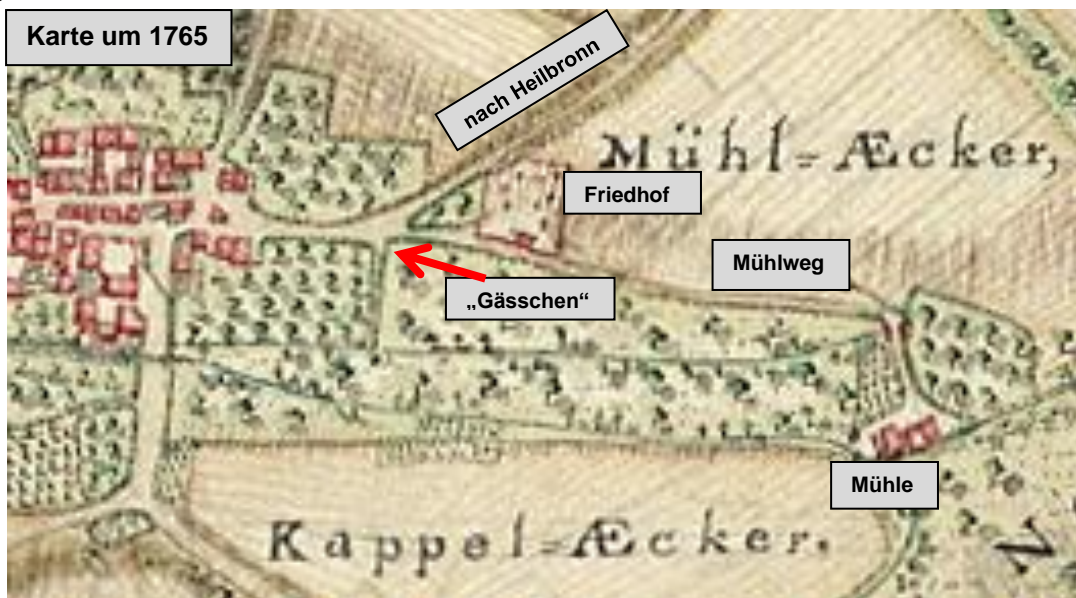 Karte um 1765
nach Heilbronn
Mühl=Æcker,
Friedhof
Mühlweg
„Gässchen“
Mühle
Kappel=Æcker.
N